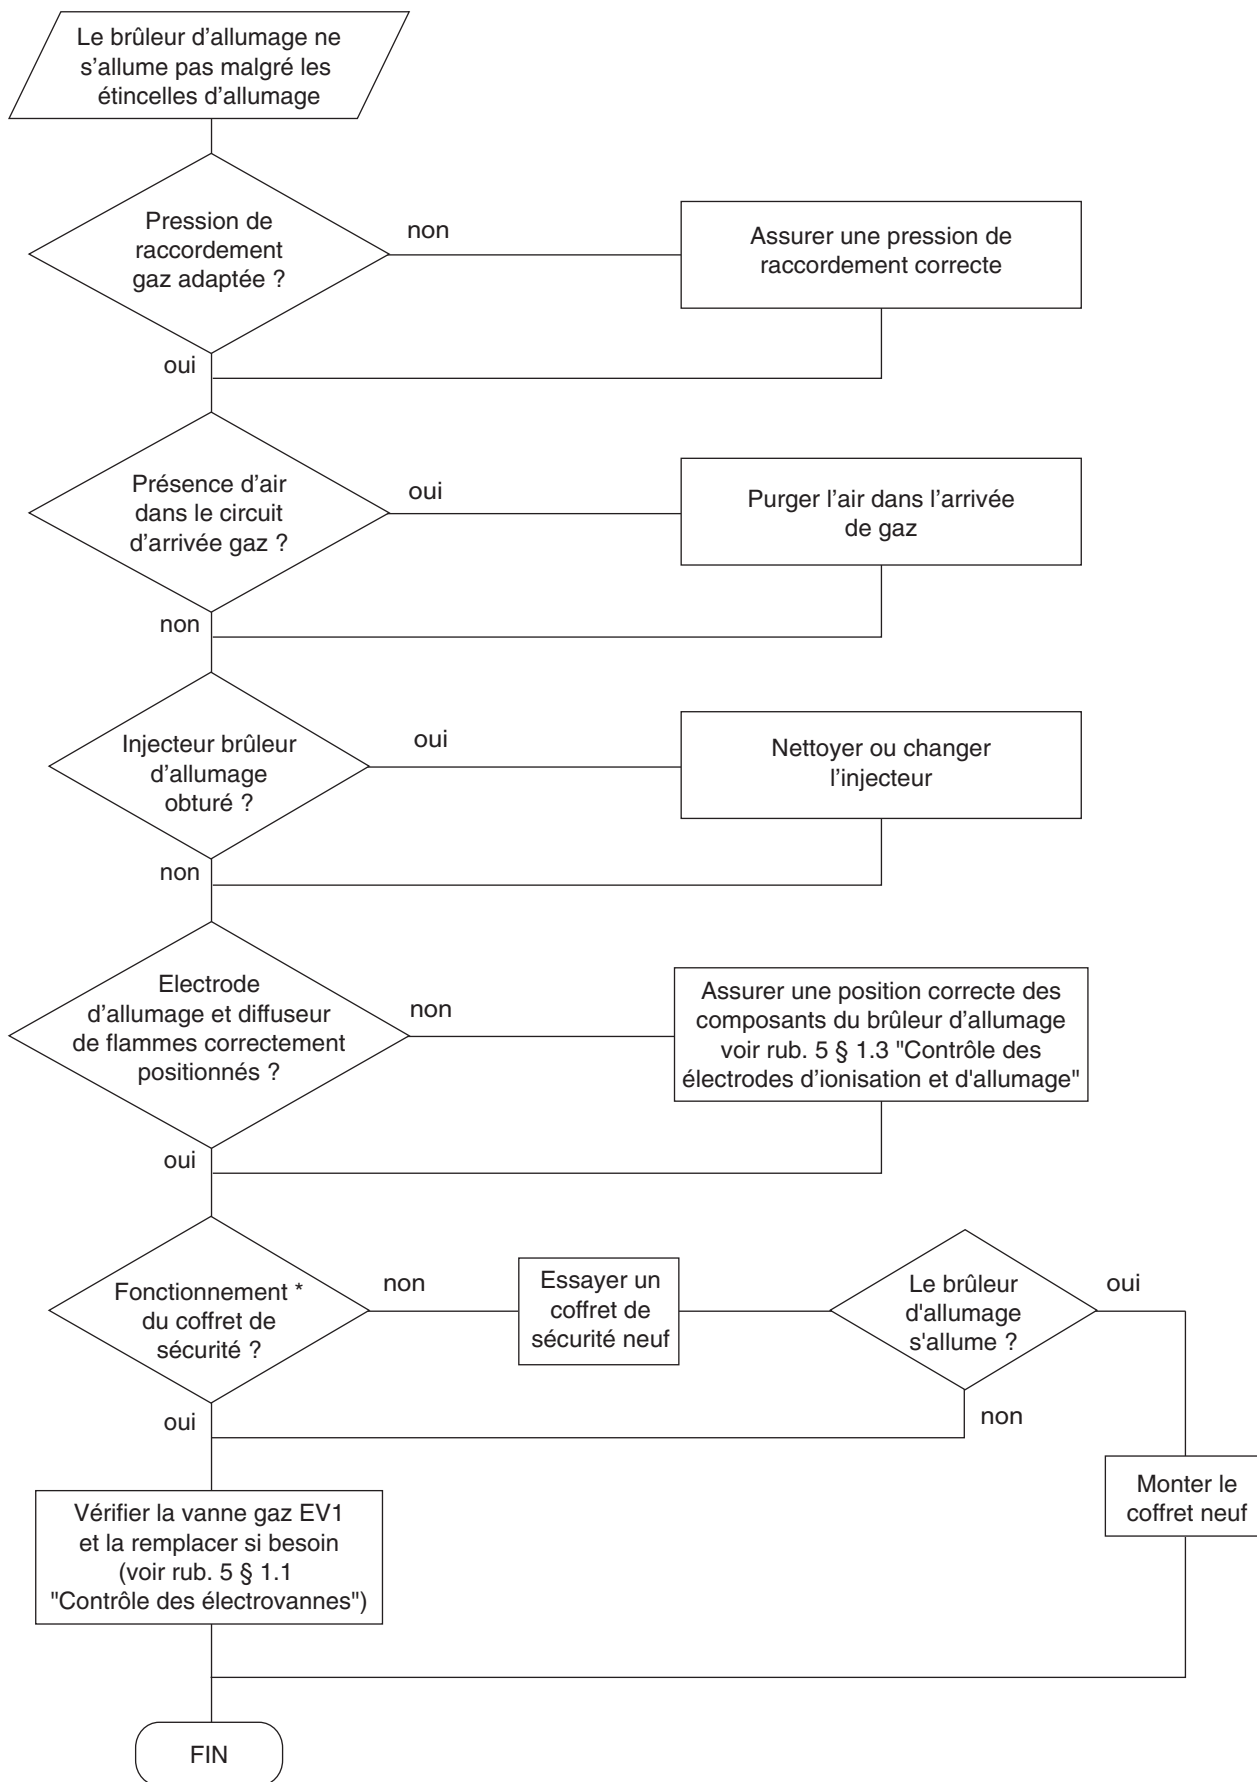 Le brûleur d’allumage ne
s’allume pas malgré les
étincelles d’allumage
Pression de
raccordement
gaz adaptée ?
non
Assurer une pression de
raccordement correcte
oui
Présence d’air
dans le circuit
d’arrivée gaz ?
oui
Purger l’air dans l’arrivée
de gaz
non
Injecteur brûleur
d’allumage
obturé ?
oui
Nettoyer ou changer
l’injecteur
non
Electrode
d’allumage et diffuseur
de flammes correctement
positionnés ?
non
Assurer une position correcte des
composants du brûleur d’allumage
voir rub. 5 § 1.3 "Contrôle des
électrodes d’ionisation et d'allumage"
oui
Fonctionnement *
du coffret de
sécurité ?
non
Essayer un
coffret de
sécurité neuf
Le brûleur
d'allumage
s'allume ?
oui
oui
non
Vérifier la vanne gaz EV1
et la remplacer si besoin
(voir rub. 5 § 1.1
"Contrôle des électrovannes")
Monter le
coffret neuf
FIN